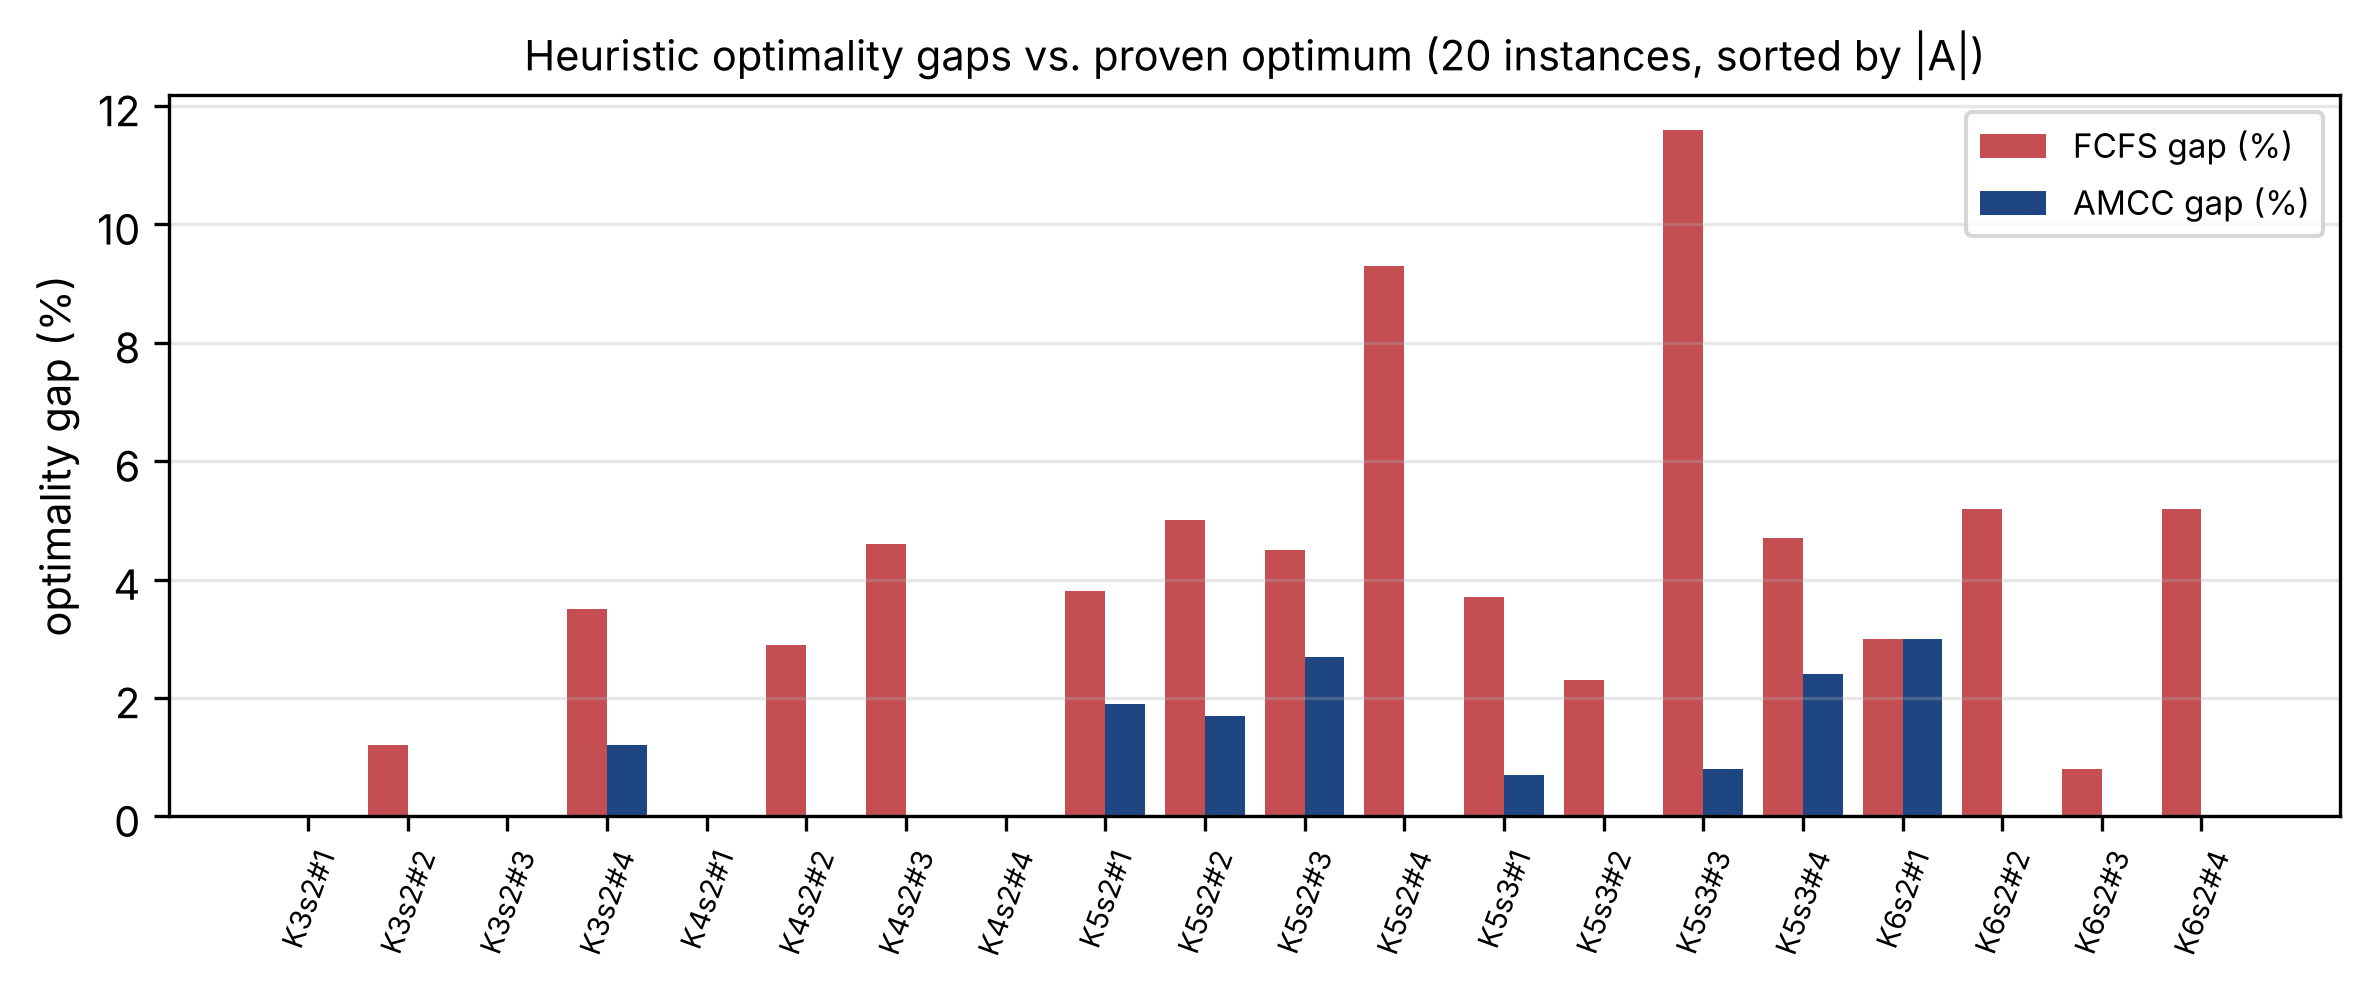 Heuristic optimality gaps vs. proven optimum (20 instances, sorted by |A|)
FCFS gap (%)
AMCC gap (%)
optimality gap (%)
12
10
8
6
4
2
0
K3s2#1
K3s2#2
K3s2#3
K3s2#4
K4s2#1
K4s2#2
K4s2#3
K4s2#4
K5s2#1
K5s2#2
K5s2#3
K5s2#4
K5s3#1
K5s3#2
K5s3#3
K5s3#4
K6s2#1
K6s2#2
K6s2#3
K6s2#4